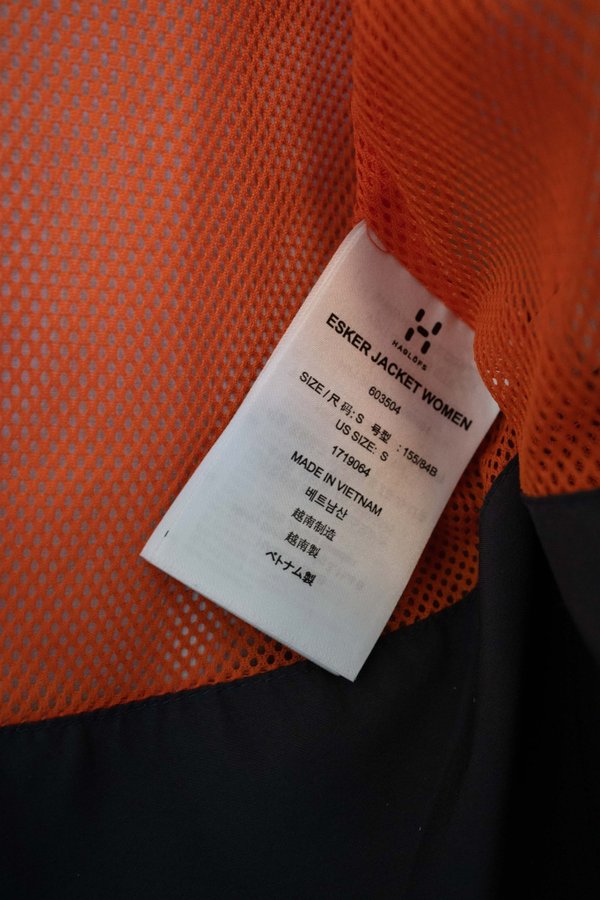 HAGLÖFS
ESKER JACKET WOMEN
603504
SIZE / 尺 码: S 号型 : 155/84B
US SIZE: S
1719064
MADE IN VIETNAM
베트남산
越南制造
越南製
ベトナム製